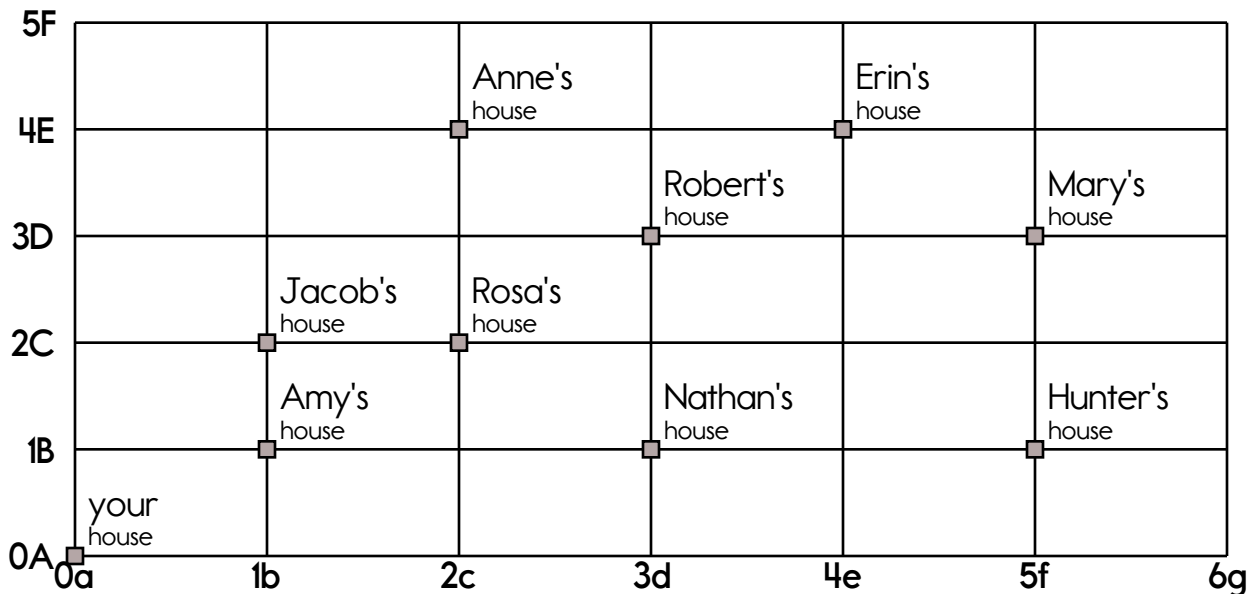 5F
Anne's
house
Erin's
house
4E
Robert's
house
Mary's
house
3D
Jacob's
house
Rosa's
house
2C
Amy's
house
Nathan's
house
Hunter's
house
1B
your
house
0A
0a 1b 2c 3d 4e 5f 6g